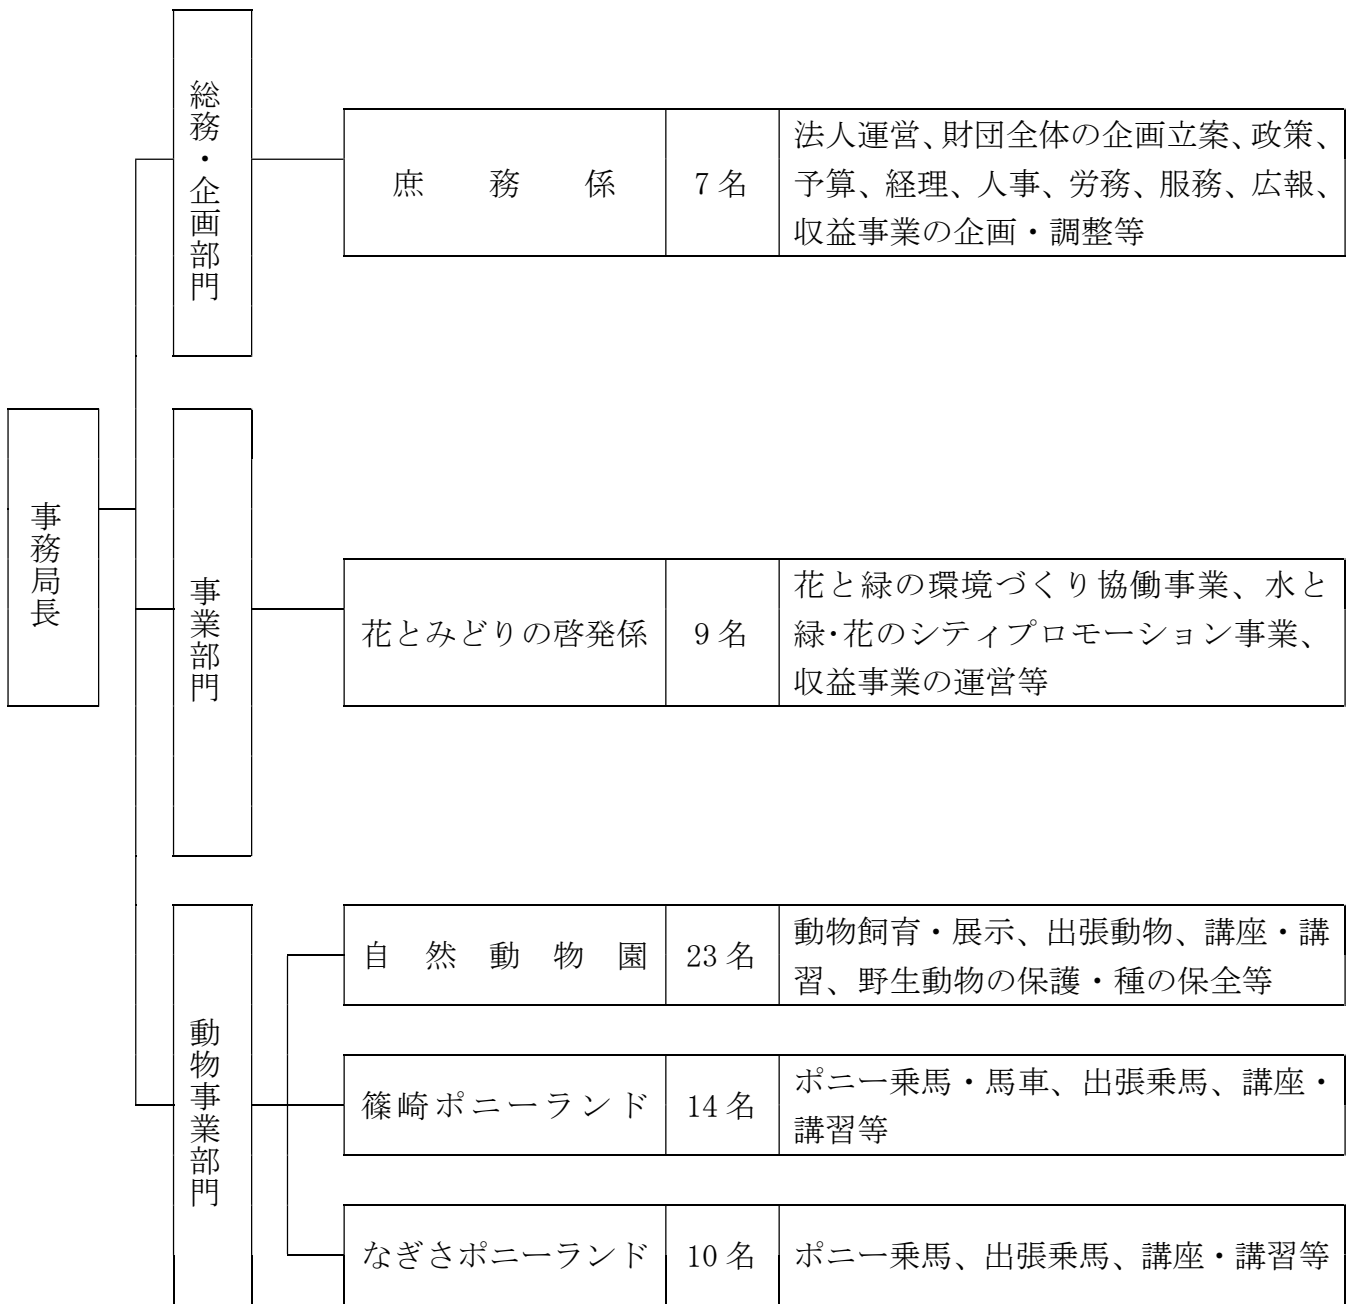 事務局長
総務・企画部門
庶務係
7名
法人運営、財団全体の企画立案、政策、
予算、経理、人事、労務、服務、広報、
収益事業の企画・調整等
事業部門
花とみどりの啓発係
9名
花と緑の環境づくり協働事業、水と
緑・花のシティプロモーション事業、
収益事業の運営等
動物事業部門
自然動物園
23名
動物飼育・展示、出張動物、講座・講
習、野生動物の保護・種の保全等
篠崎ポニーランド
14名
ポニー乗馬・馬車、出張乗馬、講座・
講習等
なぎさポニーランド
10名
ポニー乗馬、出張乗馬、講座・講習等